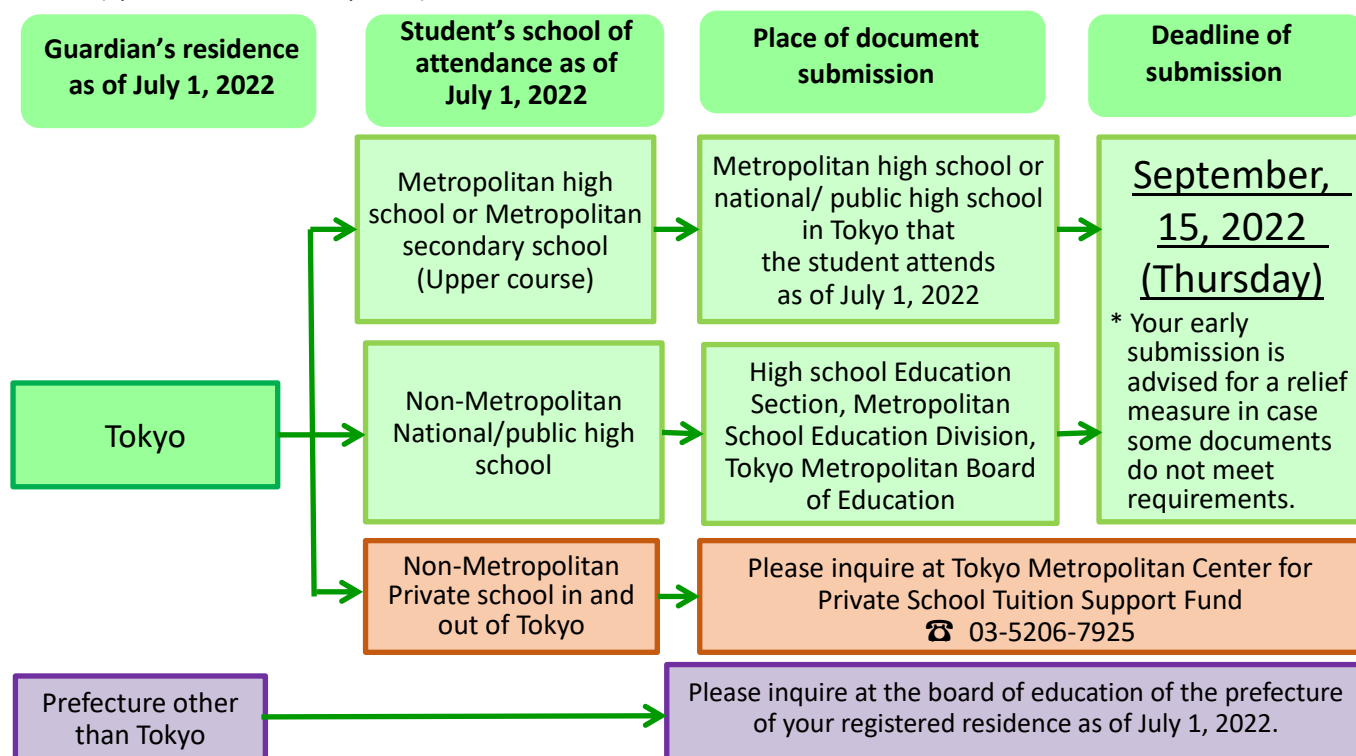 Guardian's residence
as of July 1, 2022
Student's school of
attendance as of
July 1, 2022
Place of document
submission
Deadline of
submission
Tokyo
Metropolitan high
school or Metropolitan
secondary school
(Upper course)
Metropolitan high school or
national/ public high school
in Tokyo that
the student attends
as of July 1, 2022
September,
15, 2022
(Thursday)
* Your early
submission is
advised for a relief
measure in case
some documents
do not meet
requirements.
Non-Metropolitan
National/public high
school
High school Education
Section, Metropolitan
School Education Division,
Tokyo Metropolitan Board
of Education
Non-Metropolitan
Private school in and
out of Tokyo
Please inquire at Tokyo Metropolitan Center for
Private School Tuition Support Fund
☎ 03-5206-7925
Prefecture other
than Tokyo
Please inquire at the board of education of the prefecture
of your registered residence as of July 1, 2022.